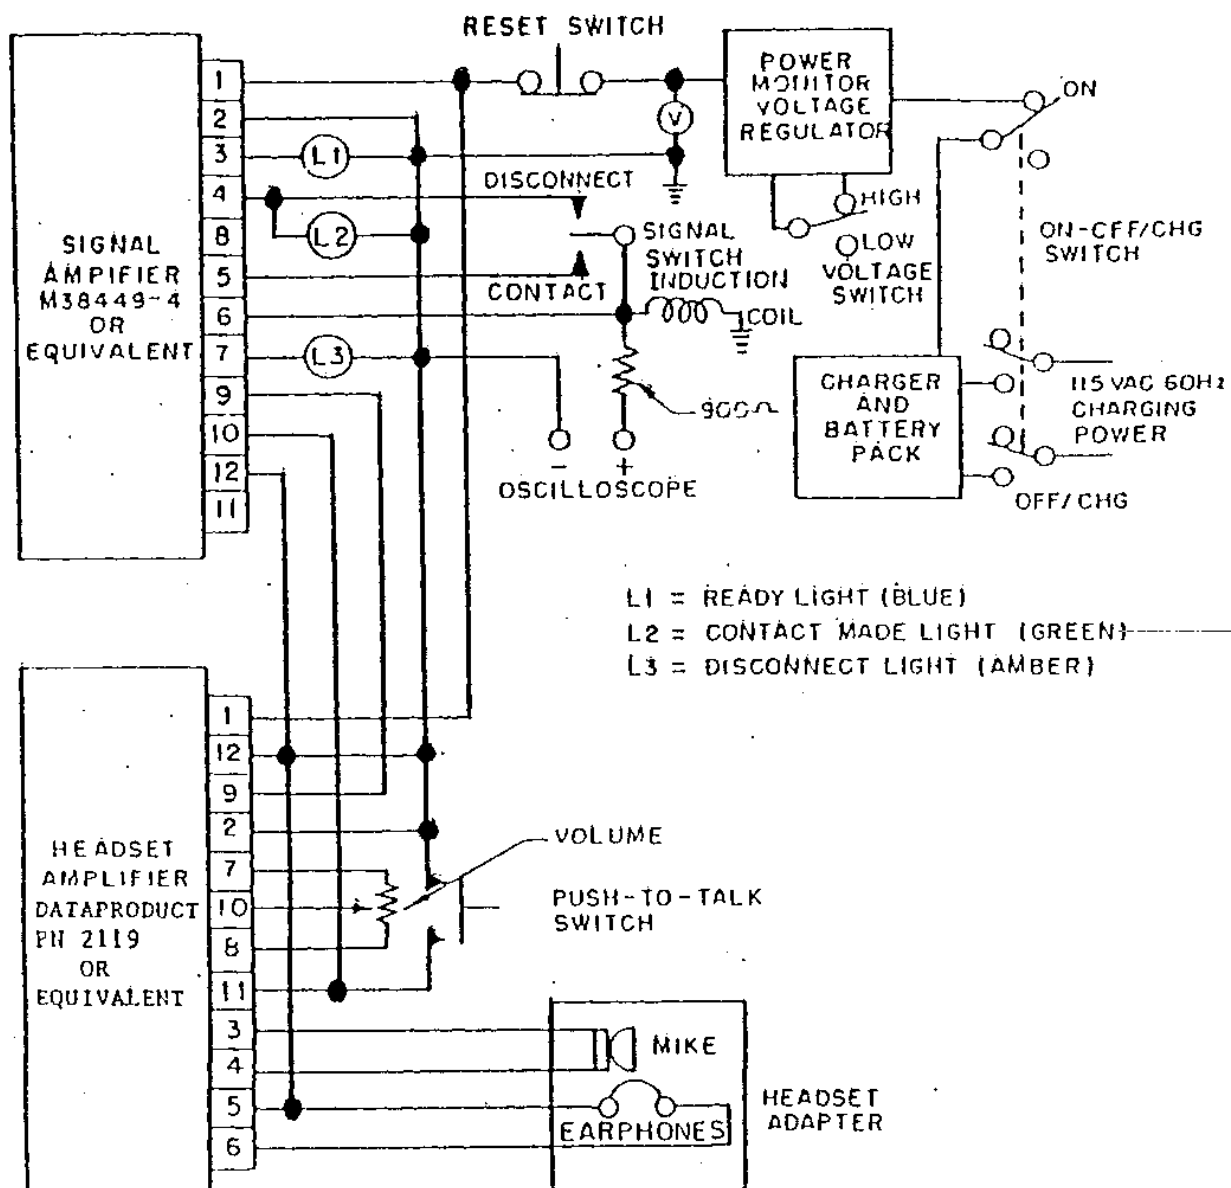 RESET SWITCH
1
2
3
4
8
5
6
7
9
10
12
11
SIGNAL
AMPIFIER
M38449-4
OR
EQUIVALENT
L1
L2
L3
DISCONNECT
CONTACT
SIGNAL
SWITCH
INDUCTION
COIL
V
POWER
MONITOR
VOLTAGE
REGULATOR
HIGH
LOW
VOLTAGE
SWITCH
ON
ON-CFF/CHG
SWITCH
900Ω
-
+
OSCILLOSCOPE
CHARGER
AND
BATTERY
PACK
115 VAC 60Hz
CHARGING
POWER
OFF/CHG
L1 = READY LIGHT (BLUE)
L2 = CONTACT MADE LIGHT (GREEN)
L3 = DISCONNECT LIGHT (AMBER)
1
12
9
2
7
10
8
11
3
4
5
6
HEADSET
AMPLIFIER
DATAPRODUCT
PN 2119
OR
EQUIVALENT
VOLUME
PUSH-TO-TALK
SWITCH
MIKE
EARPHONES
HEADSET
ADAPTER